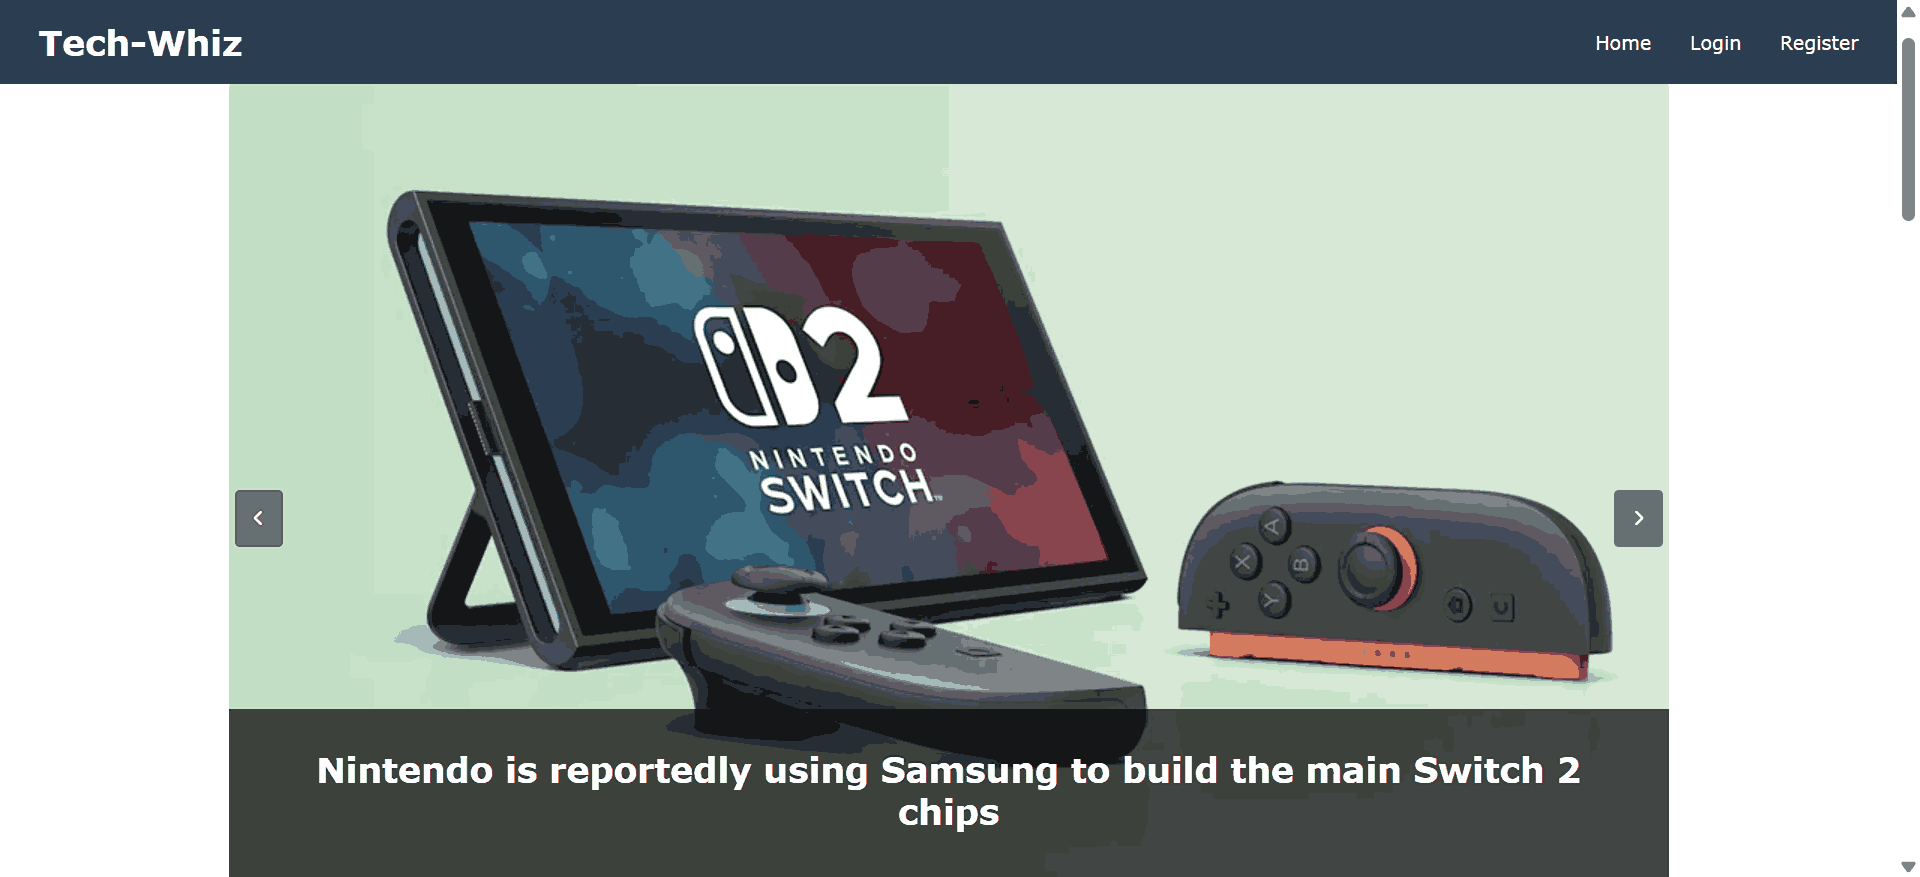 Tech-Whiz
Home Login Register
2
NINTENDO
SWITCH™
A
X B
Y
C
Nintendo is reportedly using Samsung to build the main Switch 2
chips